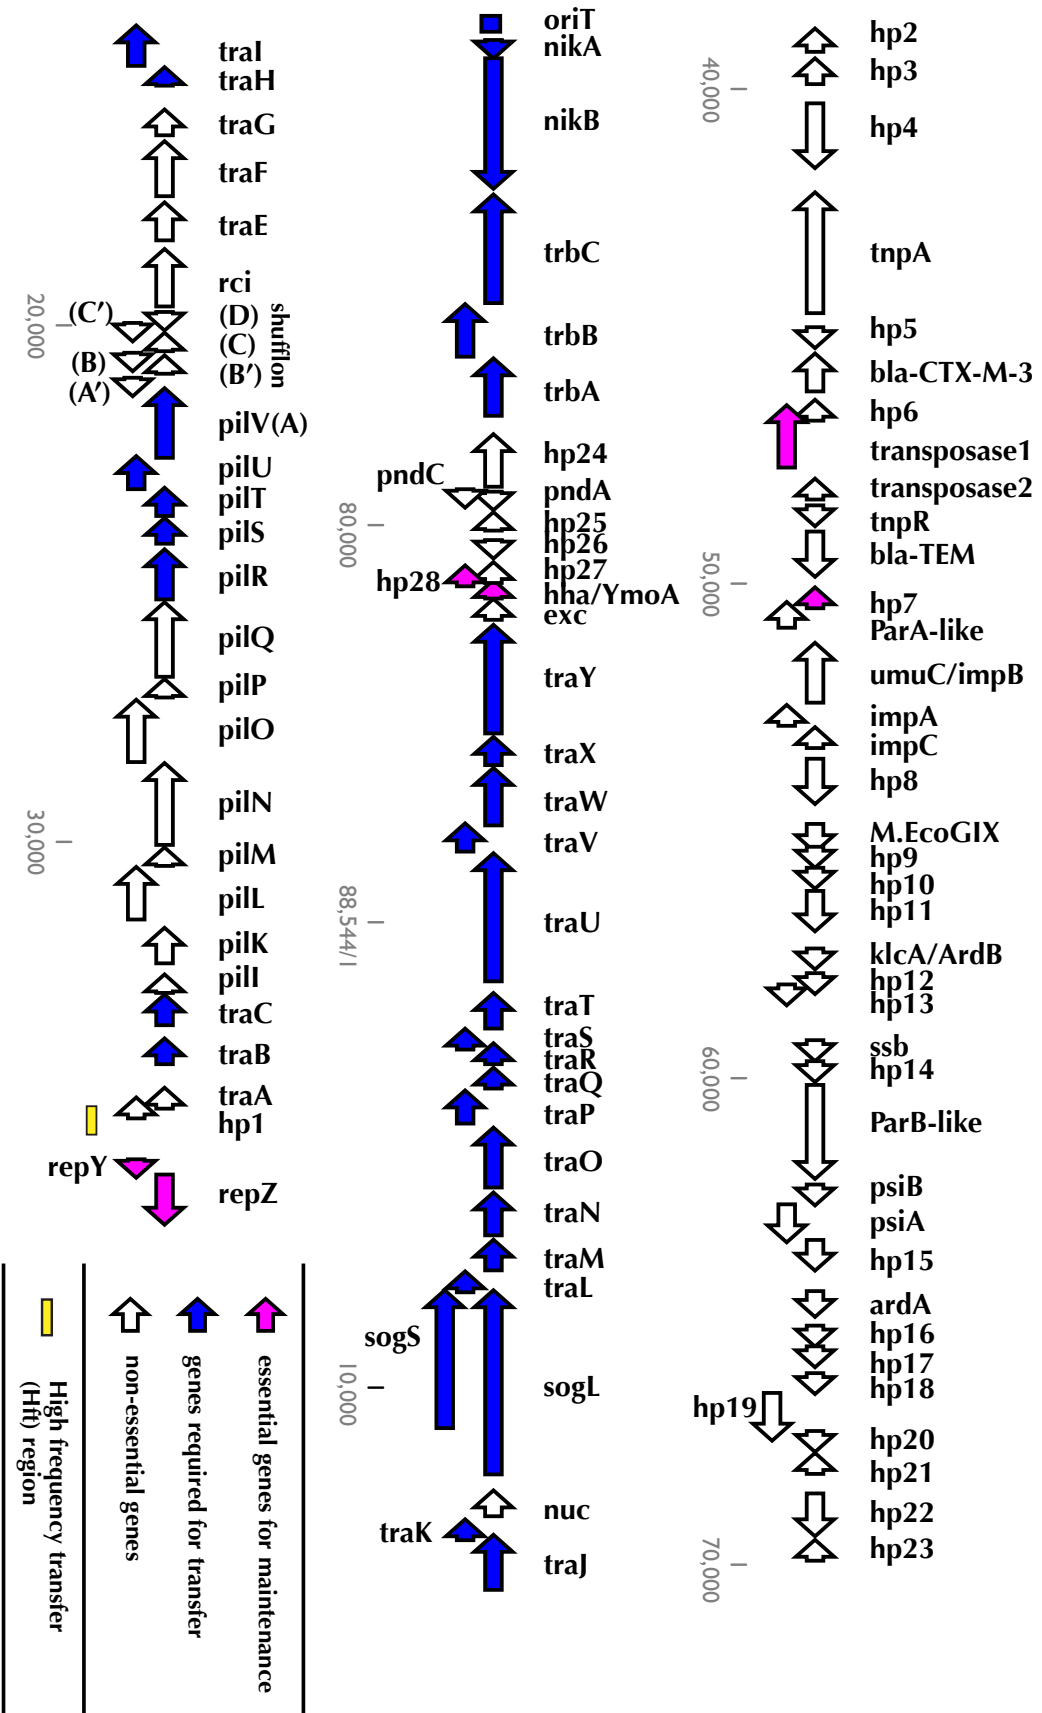 traI
traH
traG
traF
traE
rci
(D)
shufflon
(C')
(C)
(B)
(B')
(A')
pilV(A)
pilU
pilT
pilS
pilR
pilQ
pilP
pilO
pilN
pilM
pilL
pilK
pilI
traC
traB
traA
hp1
repY
repZ
20,000
30,000
oriT
nikA
nikB
trbC
trbB
trbA
hp24
pndC
pndA
hp25
hp26
hp27
hp28
hha/YmoA
exc
traY
traX
traW
traV
traU
traT
traS
traR
traQ
traP
traO
traN
traM
traL
sogS
sogL
nuc
traK
traJ
80,000
88,544/1
10,000
hp2
hp3
hp4
tnpA
hp5
bla-CTX-M-3
hp6
transposase1
transposase2
tnpR
bla-TEM
hp7
ParA-like
umuC/impB
impA
impC
hp8
M.EcoGIX
hp9
hp10
hp11
klcA/ArdB
hp12
hp13
ssb
hp14
ParB-like
psiB
psiA
hp15
ardA
hp16
hp17
hp18
hp19
hp20
hp21
hp22
hp23
40,000
50,000
60,000
70,000
essential genes for maintenance
genes required for transfer
non-essential genes
High frequency transfer
(Hft) region